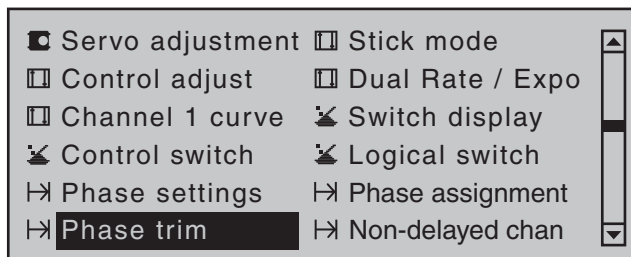 Servo adjustment Stick mode
Control adjust Dual Rate / Expo
Channel 1 curve Switch display
Control switch Logical switch
Phase settings Phase assignment
Phase trim Non-delayed chan